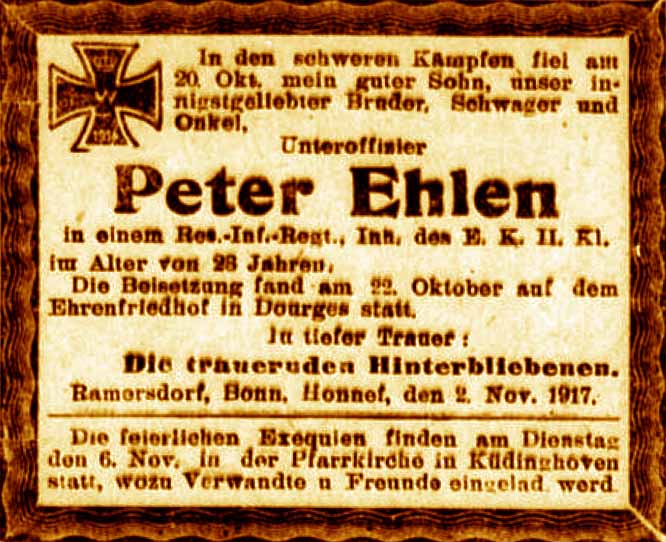 In den schweren Kämpfen fiel am
20. Okt. mein guter Sohn, unser in-
nigstgeliebter Bruder, Schwager und
Onkel,
Unteroffizier
Peter Ehlen
in einem Res.-Inf.-Regt., Inh. des E. K. II. Kl.
im Alter von 28 Jahren.
Die Beisetzung fand am 22. Oktober auf dem
Ehrenfriedhof in Dourges statt.
In tiefer Trauer:
Die trauernden Hinterbliebenen.
Ramersdorf, Bonn, Honnef, den 2. Nov. 1917.
Die feierlichen Exequien finden am Dienstag
den 6. Nov. in der Pfarrkirche in Küdinghoven
statt, wozu Verwandte u Freunde eingelad. werd